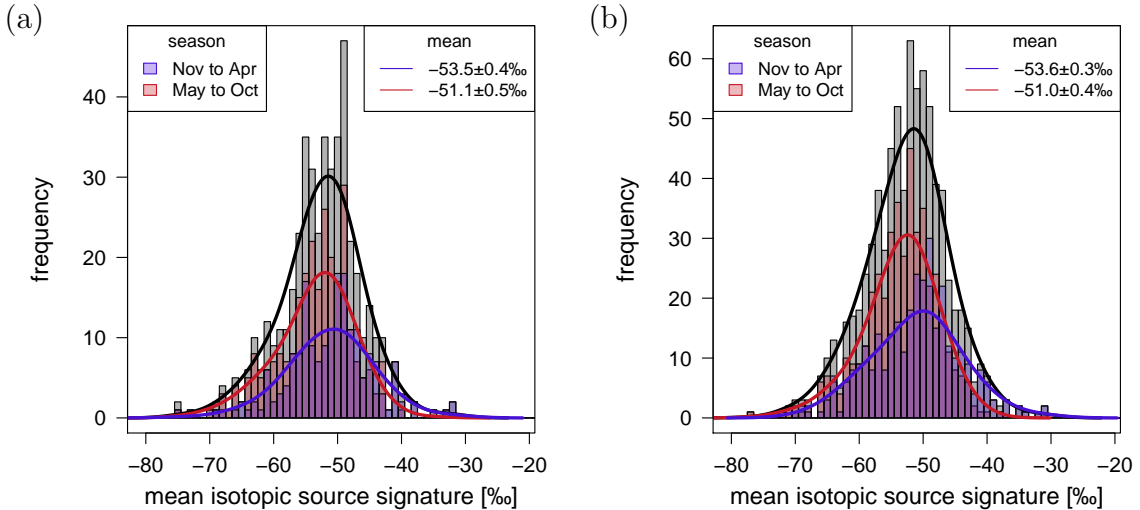 (a)
season
Nov to Apr
May to Oct
mean
−53.5±0.4‰
−51.1±0.5‰
frequency
40
30
20
10
0
−80 −70 −60 −50 −40 −30 −20
mean isotopic source signature [‰]
(b)
season
Nov to Apr
May to Oct
mean
−53.6±0.3‰
−51.0±0.4‰
frequency
60
50
40
30
20
10
0
−80 −70 −60 −50 −40 −30 −20
mean isotopic source signature [‰]